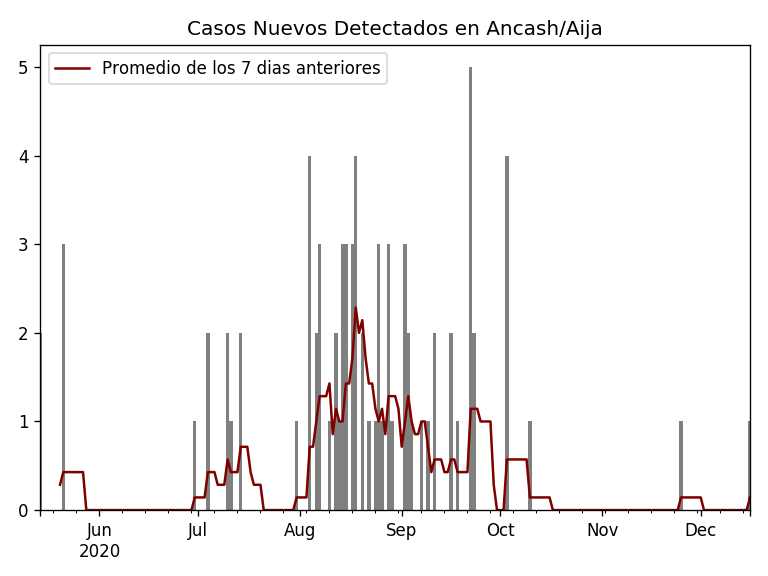 Casos Nuevos Detectados en Ancash/Aija
Promedio de los 7 dias anteriores
5
4
3
2
1
0
Jun Jul Aug Sep Oct Nov Dec
2020